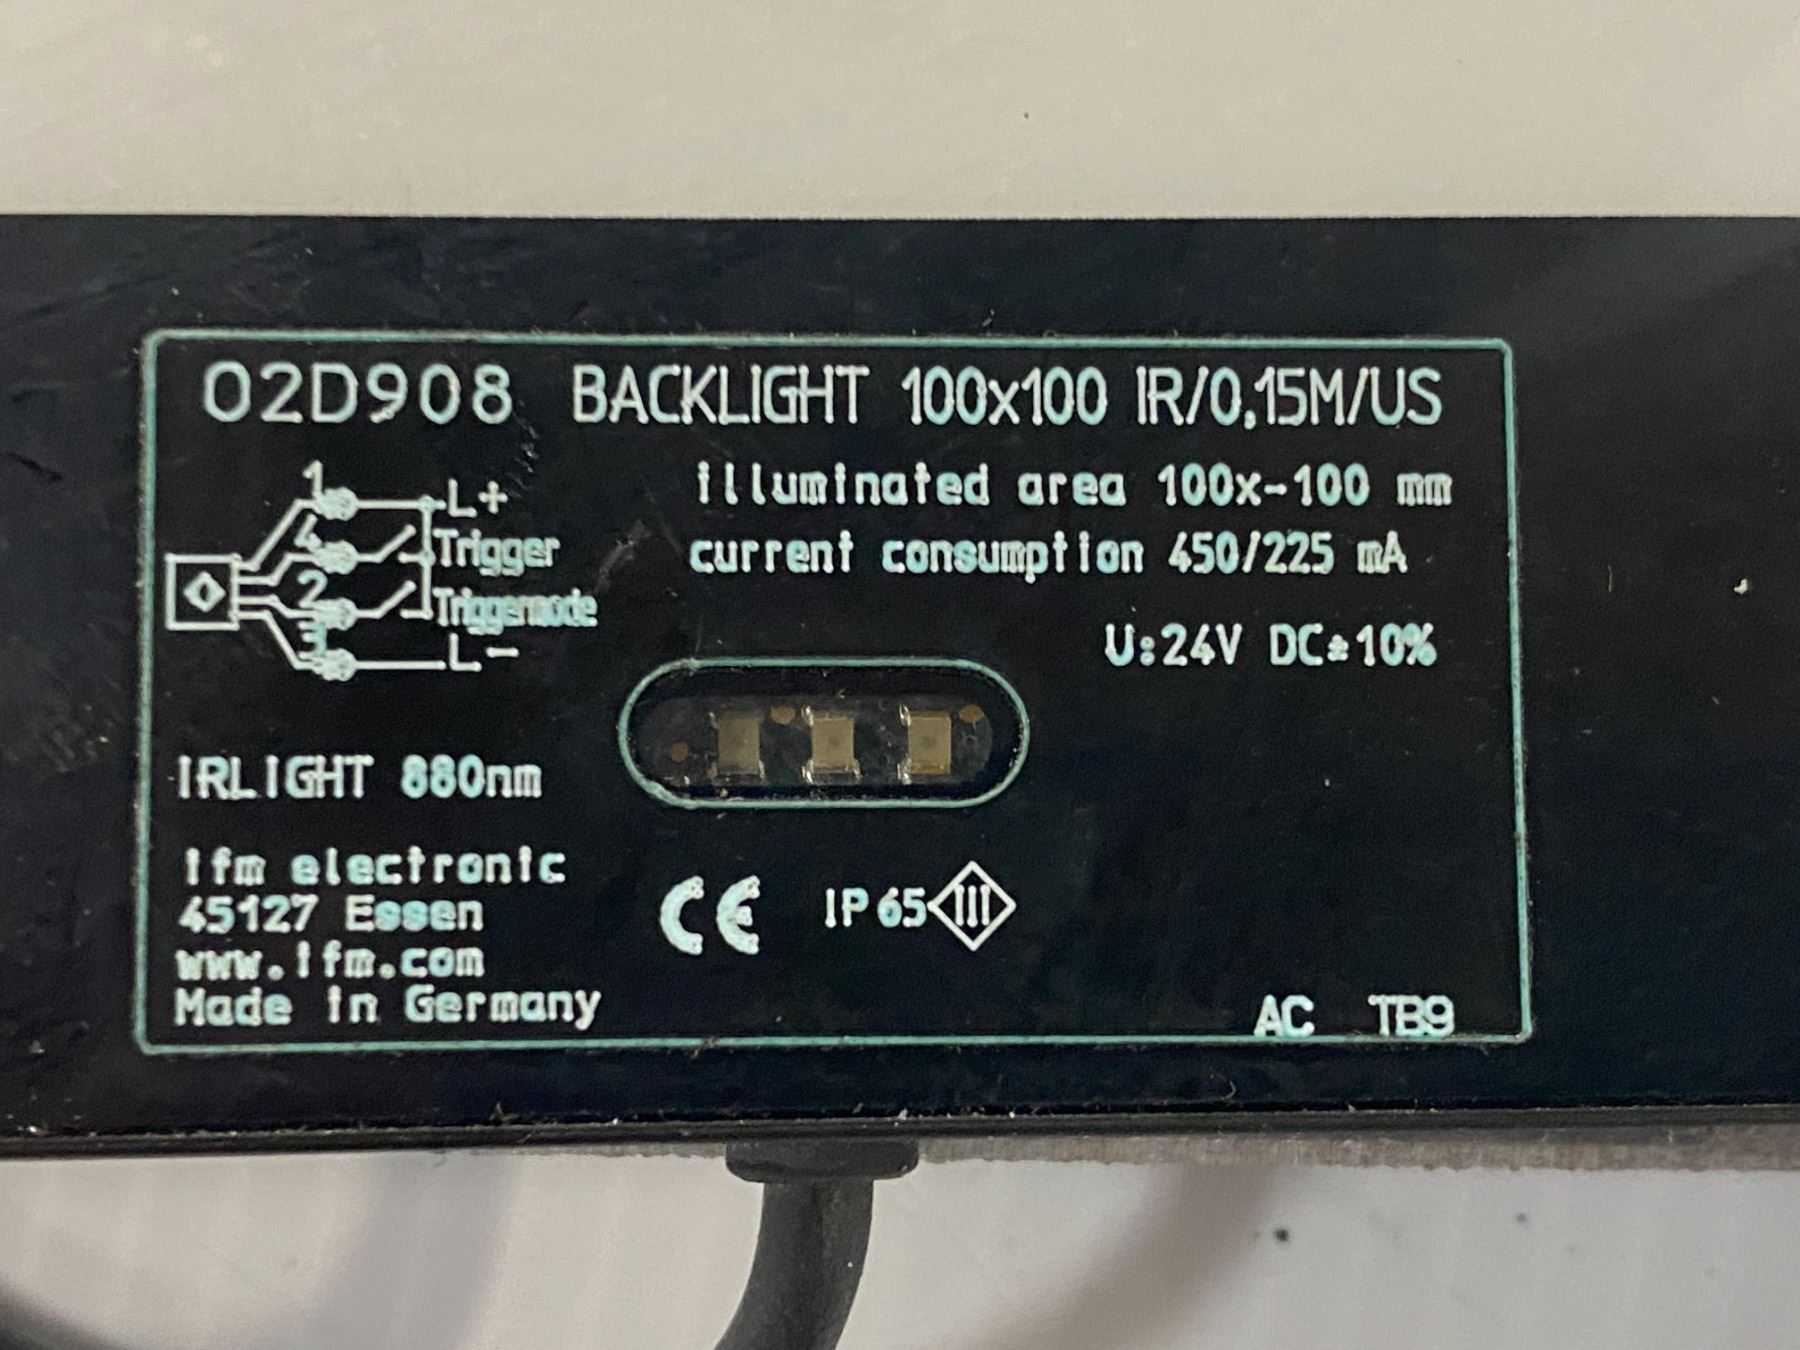 O2D908 BACKLIGHT 100x100 IR/0,15M/US
illuminated area 100x-100 mm
current consumption 450/225 mA
U:24V DC±10%
1 L+
4 Trigger
2 Triggermode
3 L-
IRLIGHT 880nm
ifm electronic
45127 Essen
www.ifm.com
Made in Germany
CE IP 65 III
AC TB9